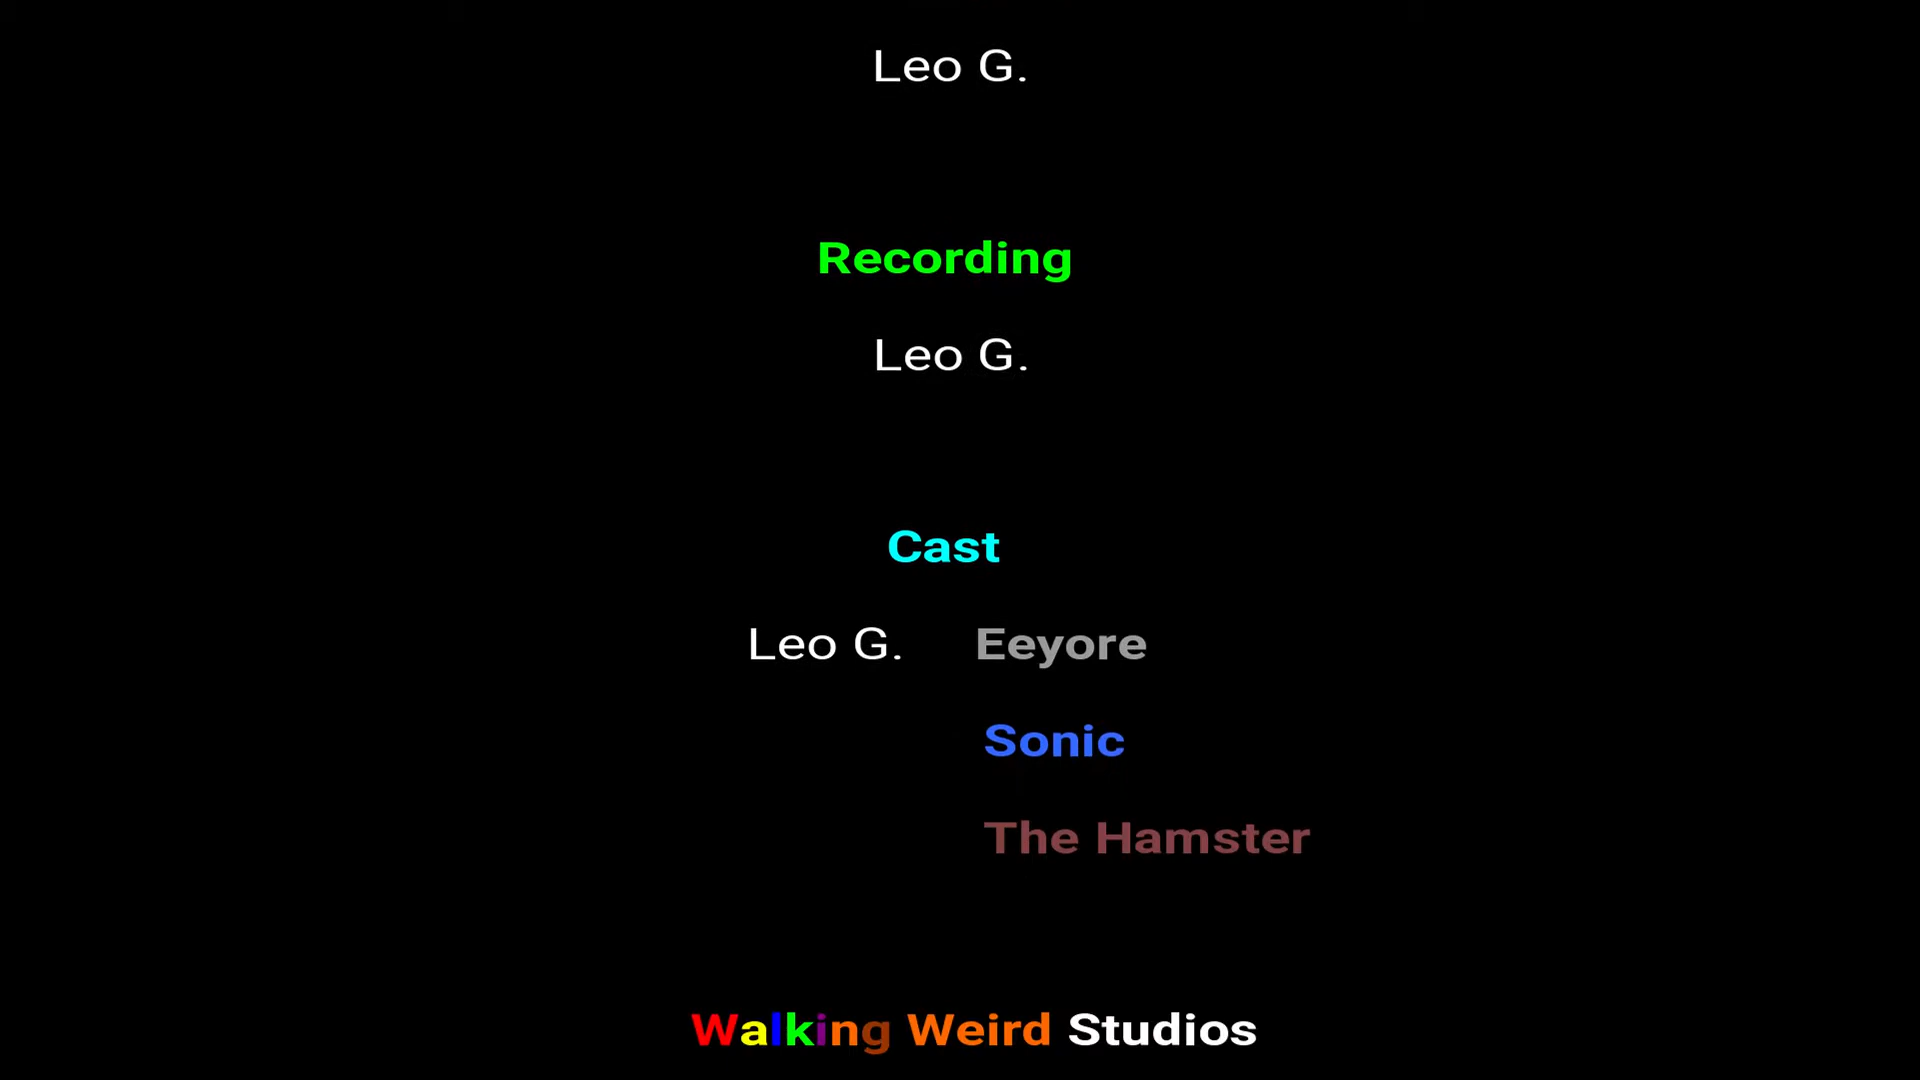 Leo G.
Recording
Leo G.
Cast
Leo G. Eeyore
Sonic
The Hamster
Walking Weird Studios